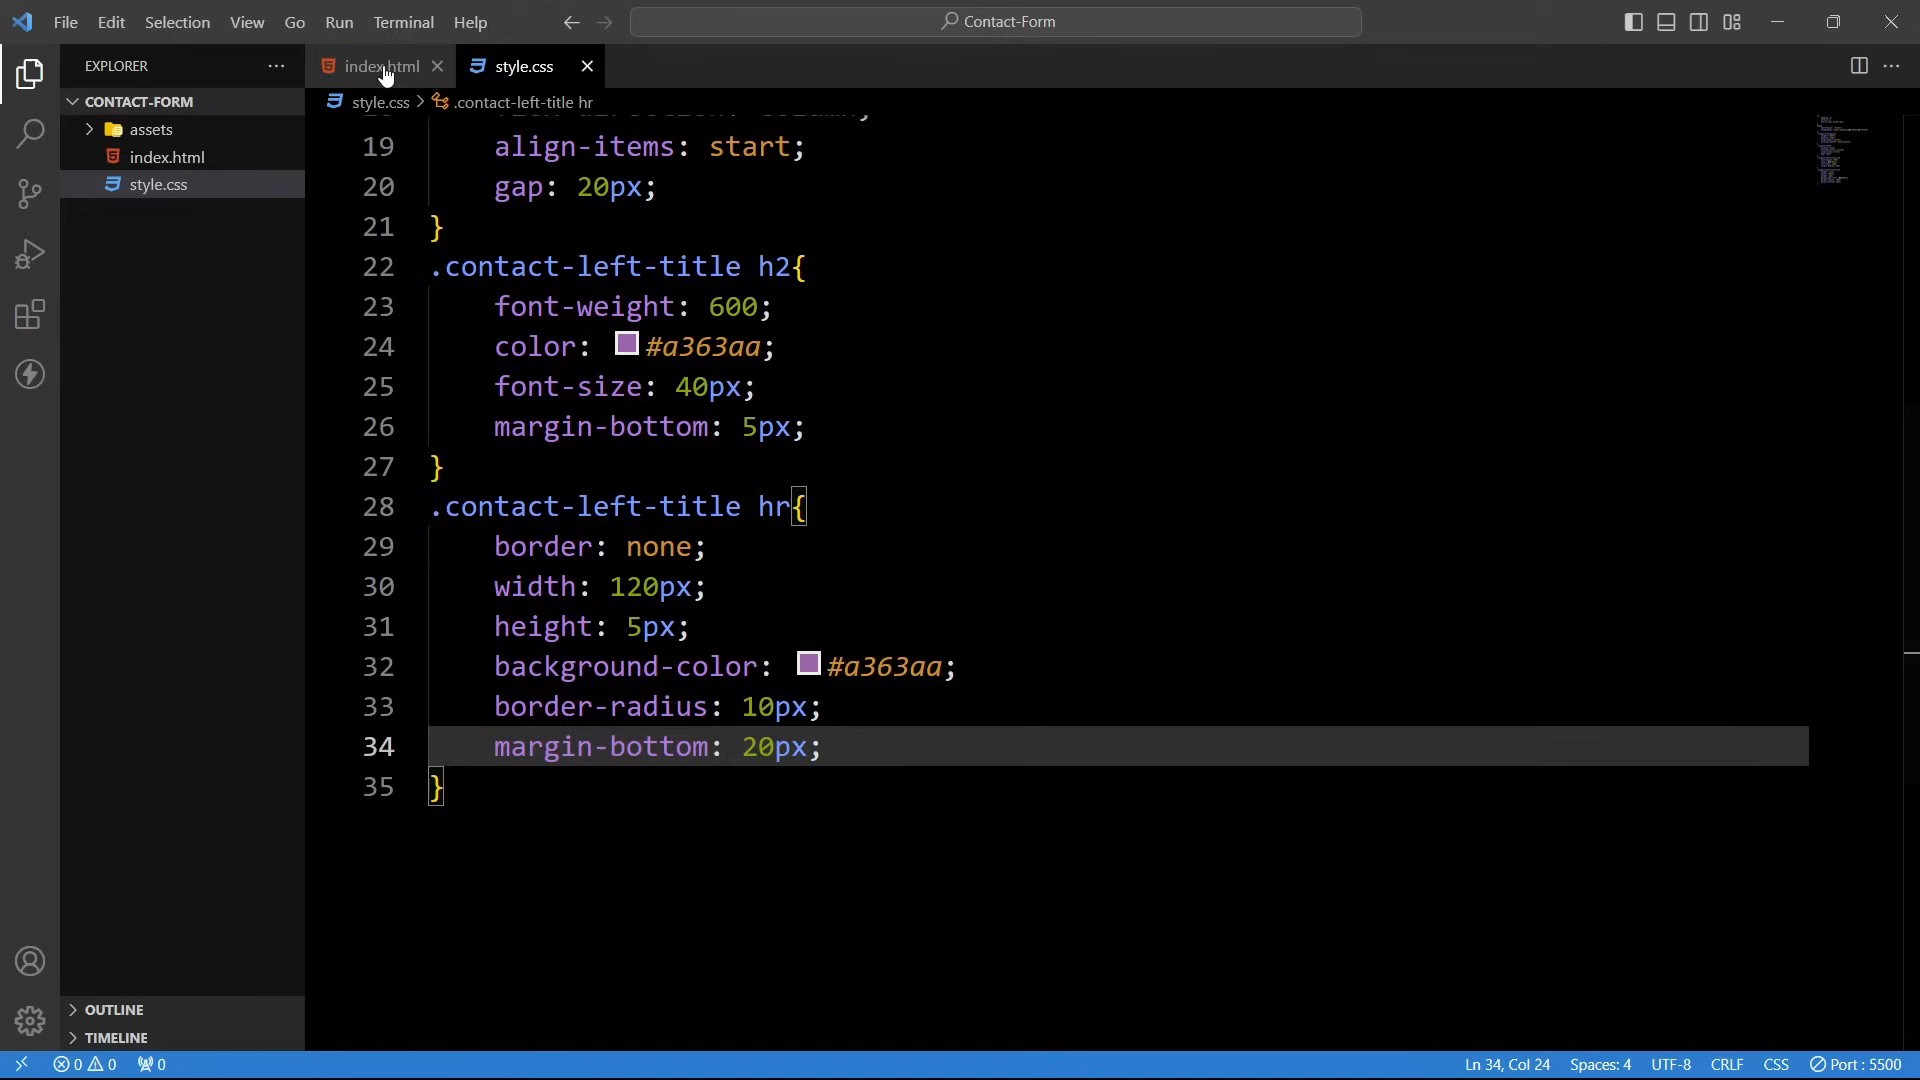 File Edit Selection View Go Run Terminal Help
Contact-Form
EXPLORER
index.html
style.css
CONTACT-FORM
style.css > .contact-left-title hr
assets
index.html
style.css
19 align-items: start;
20 gap: 20px;
21 }
22 .contact-left-title h2{
23 font-weight: 600;
24 color: #a363aa;
25 font-size: 40px;
26 margin-bottom: 5px;
27 }
28 .contact-left-title hr{
29 border: none;
30 width: 120px;
31 height: 5px;
32 background-color: #a363aa;
33 border-radius: 10px;
34 margin-bottom: 20px;
35 }
OUTLINE
TIMELINE
0 0 0
Ln 34, Col 24 Spaces: 4 UTF-8 CRLF CSS Port : 5500